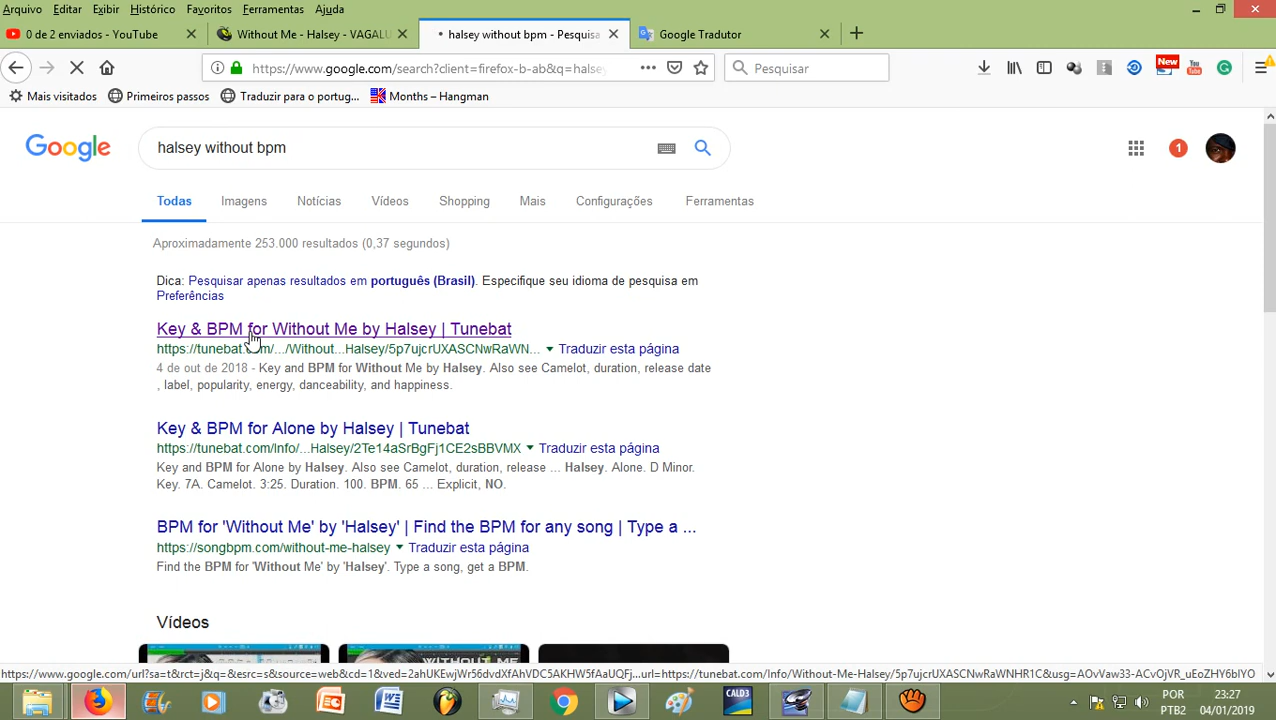 Arquivo Editar Exibir Histórico Favoritos Ferramentas Ajuda
0 de 2 enviados - YouTube
Without Me - Halsey - VAGALU
halsey without bpm - Pesquisa
Google Tradutor
https://www.google.com/search?client=firefox-b-ab&q=halsey
Pesquisar
New
You
Tube
Mais visitados Primeiros passos Traduzir para o portug... Months – Hangman
Google
halsey without bpm
1
Todas Imagens Notícias Vídeos Shopping Mais Configurações Ferramentas
Aproximadamente 253.000 resultados (0,37 segundos)
Dica: Pesquisar apenas resultados em português (Brasil). Especifique seu idioma de pesquisa em
Preferências
Key & BPM for Without Me by Halsey | Tunebat
https://tunebat.com/.../Without...Halsey/5p7ujcrUXASCNwRaWN... Traduzir esta página
4 de out de 2018 - Key and BPM for Without Me by Halsey. Also see Camelot, duration, release date
, label, popularity, energy, danceability, and happiness.
Key & BPM for Alone by Halsey | Tunebat
https://tunebat.com/Info/...Halsey/2Te14aSrBgFj1CE2sBBVMX Traduzir esta página
Key and BPM for Alone by Halsey. Also see Camelot, duration, release ... Halsey. Alone. D Minor.
Key. 7A. Camelot. 3:25. Duration. 100. BPM. 65 ... Explicit, NO.
BPM for 'Without Me' by 'Halsey' | Find the BPM for any song | Type a ...
https://songbpm.com/without-me-halsey Traduzir esta página
Find the BPM for 'Without Me' by 'Halsey'. Type a song, get a BPM.
Vídeos
WITHOUT ME
https://www.google.com/url?sa=t&rct=j&q=&esrc=s&source=web&cd=1&ved=2ahUKEwjWr56dvdXfAhVDC5AKHW5fAaUQFj...url=https://tunebat.com/Info/Without-Me-Halsey/5p7ujcrUXASCNwRaWNHR1C&usg=AOvVaw33-ACvOjVR_uEoZHY6bIYO
CALD3
POR
PTB2
23:27
04/01/2019